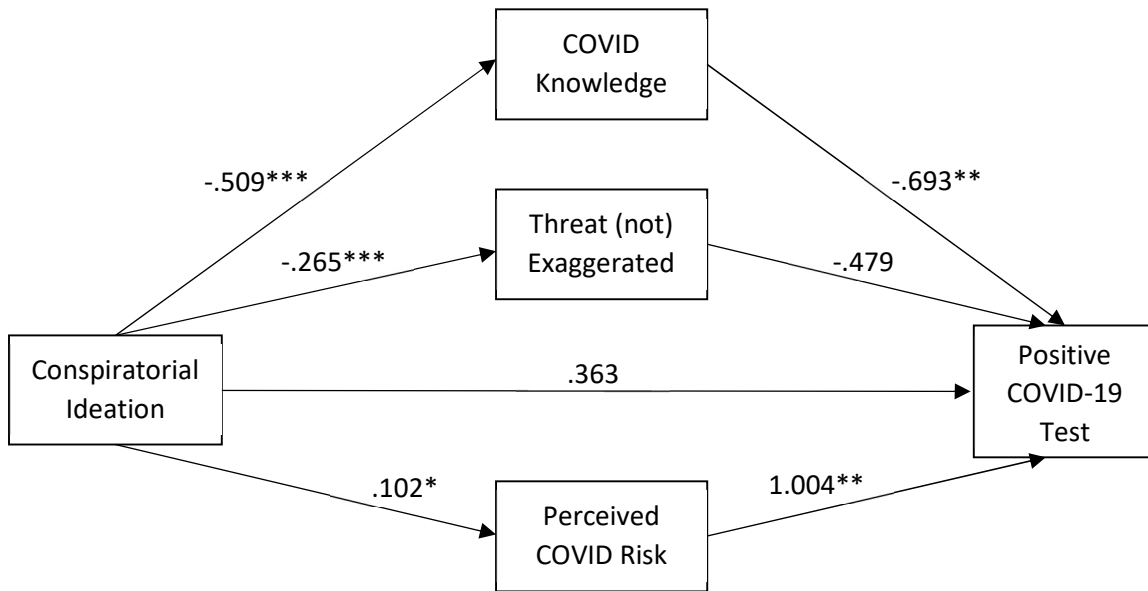 COVID
Knowledge
-.509***
-.693**
Threat (not)
Exaggerated
-.265***
-.479
Conspiratorial
Ideation
.363
Positive
COVID-19
Test
.102*
1.004**
Perceived
COVID Risk